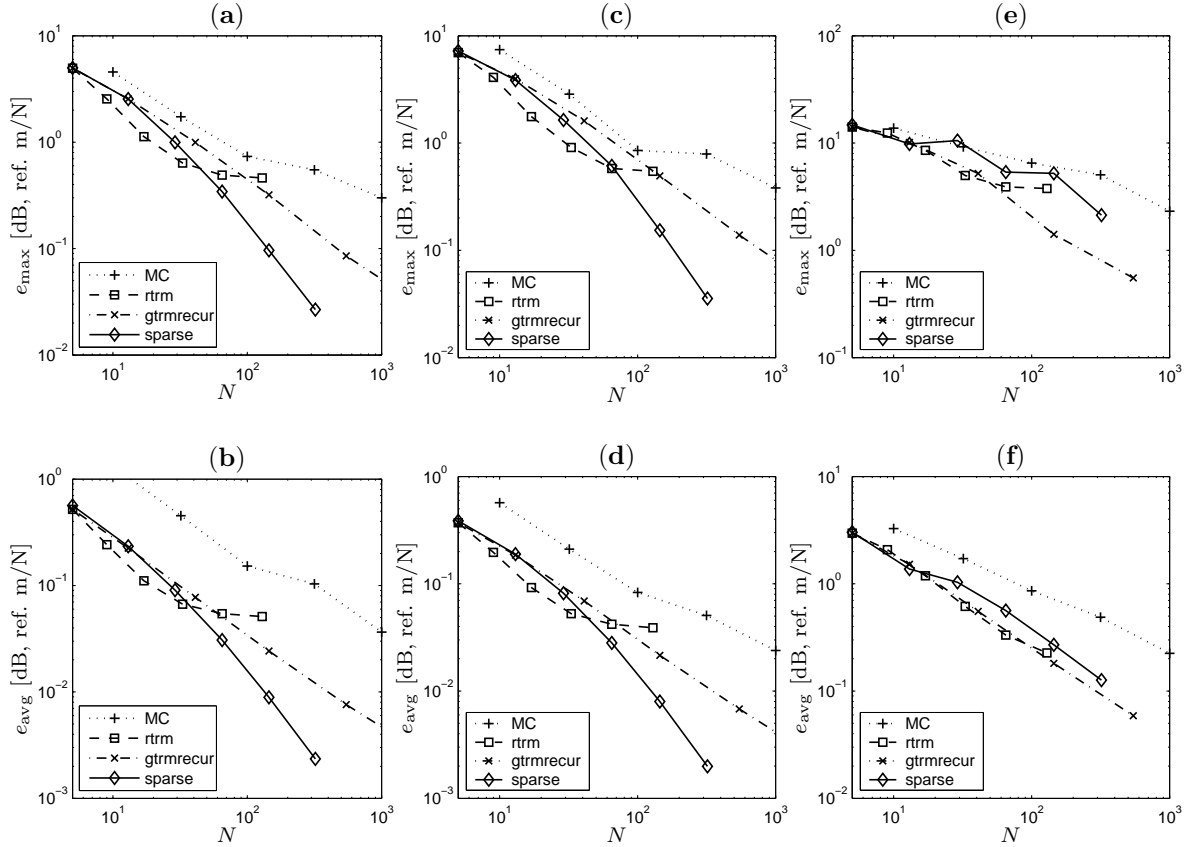 (a)
e_max [dB, ref. m/N]
10^1
10^0
10^-1
10^-2
10^1
10^2
10^3
N
MC
rtrm
gtrmrecur
sparse
(c)
e_max [dB, ref. m/N]
10^1
10^0
10^-1
10^-2
10^1
10^2
10^3
N
MC
rtrm
gtrmrecur
sparse
(e)
e_max [dB, ref. m/N]
10^2
10^1
10^0
10^-1
10^1
10^2
10^3
N
MC
rtrm
gtrmrecur
sparse
(b)
e_avg [dB, ref. m/N]
10^0
10^-1
10^-2
10^-3
10^1
10^2
10^3
N
MC
rtrm
gtrmrecur
sparse
(d)
e_avg [dB, ref. m/N]
10^0
10^-1
10^-2
10^-3
10^1
10^2
10^3
N
MC
rtrm
gtrmrecur
sparse
(f)
e_avg [dB, ref. m/N]
10^1
10^0
10^-1
10^-2
10^1
10^2
10^3
N
MC
rtrm
gtrmrecur
sparse